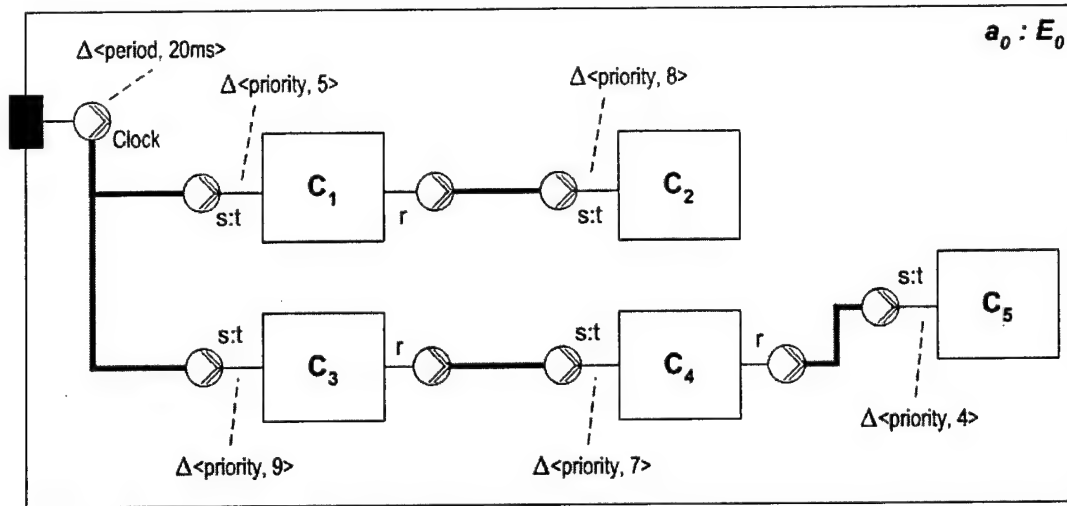 a₀ : E₀
Δ<period, 20ms>
Δ<priority, 5>
Δ<priority, 8>
Clock
C₁
C₂
s:t
r
s:t
s:t
C₅
s:t
C₃
r
s:t
C₄
r
Δ<priority, 4>
Δ<priority, 9>
Δ<priority, 7>